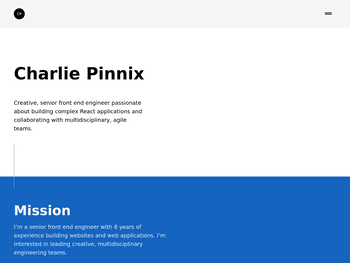 CP
Charlie Pinnix
Creative, senior front end engineer passionate
about building complex React applications and
collaborating with multidisciplinary, agile
teams.
Mission
I'm a senior front end engineer with 8 years of
experience building websites and web applications. I'm
interested in leading creative, multidisciplinary
engineering teams.